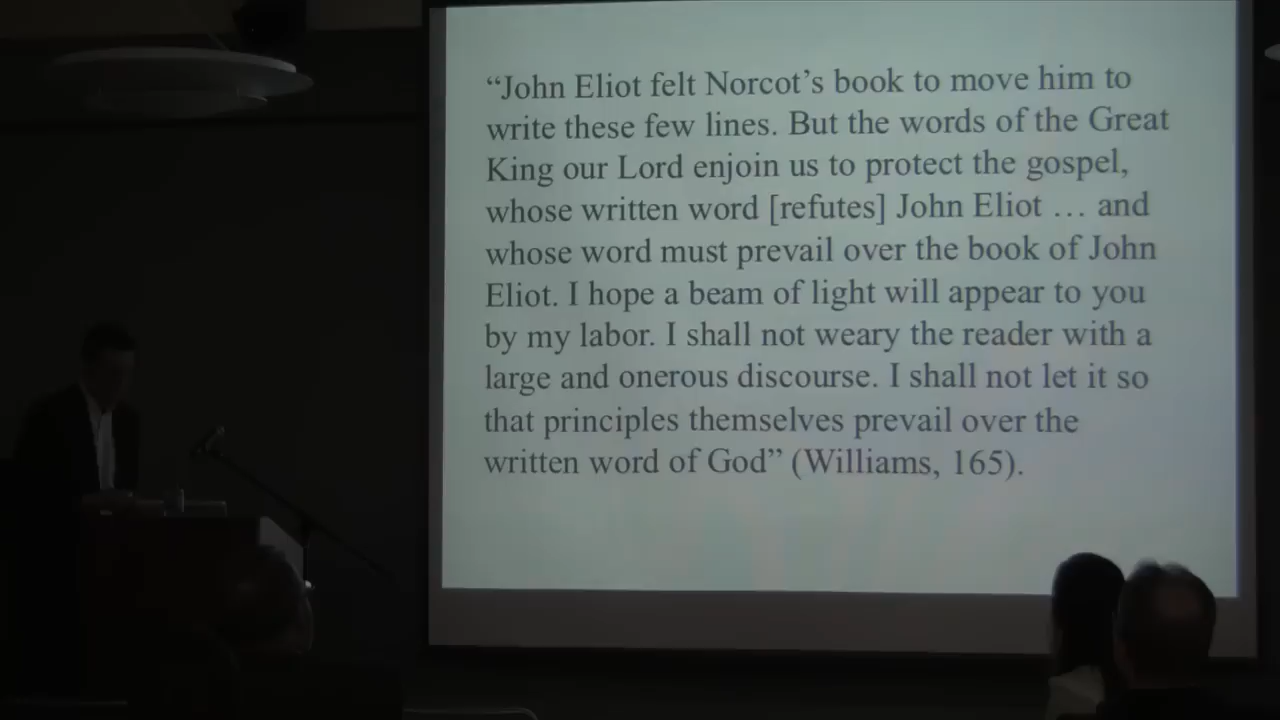 “John Eliot felt Norcot’s book to move him to
write these few lines. But the words of the Great
King our Lord enjoin us to protect the gospel,
whose written word [refutes] John Eliot … and
whose word must prevail over the book of John
Eliot. I hope a beam of light will appear to you
by my labor. I shall not weary the reader with a
large and onerous discourse. I shall not let it so
that principles themselves prevail over the
written word of God” (Williams, 165).